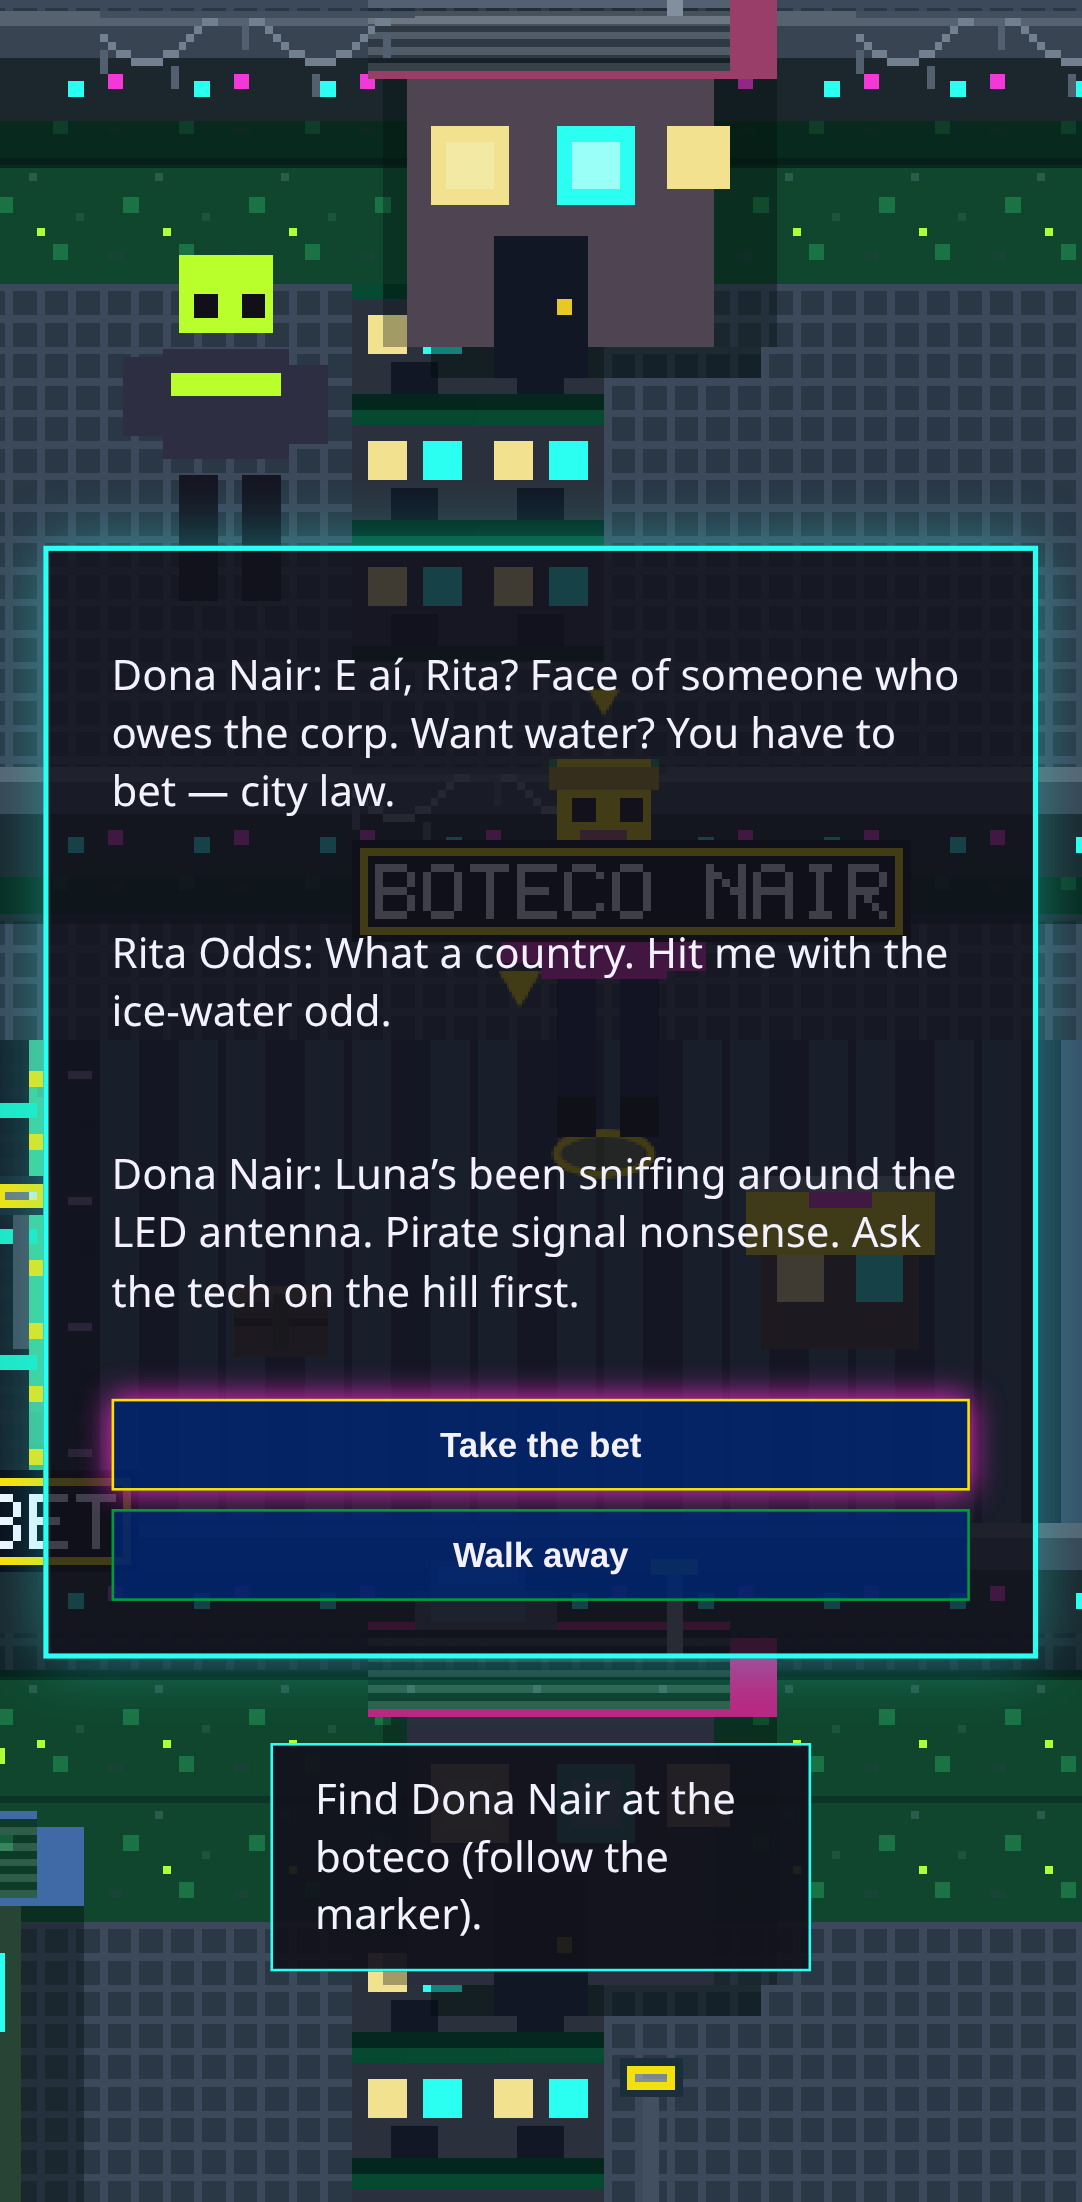 Dona Nair: E aí, Rita? Face of someone who
owes the corp. Want water? You have to
bet — city law.
BOTECO NAIR
Rita Odds: What a country. Hit me with the
ice-water odd.
Dona Nair: Luna’s been sniffing around the
LED antenna. Pirate signal nonsense. Ask
the tech on the hill first.
Take the bet
BET
Walk away
Find Dona Nair at the
boteco (follow the
marker).